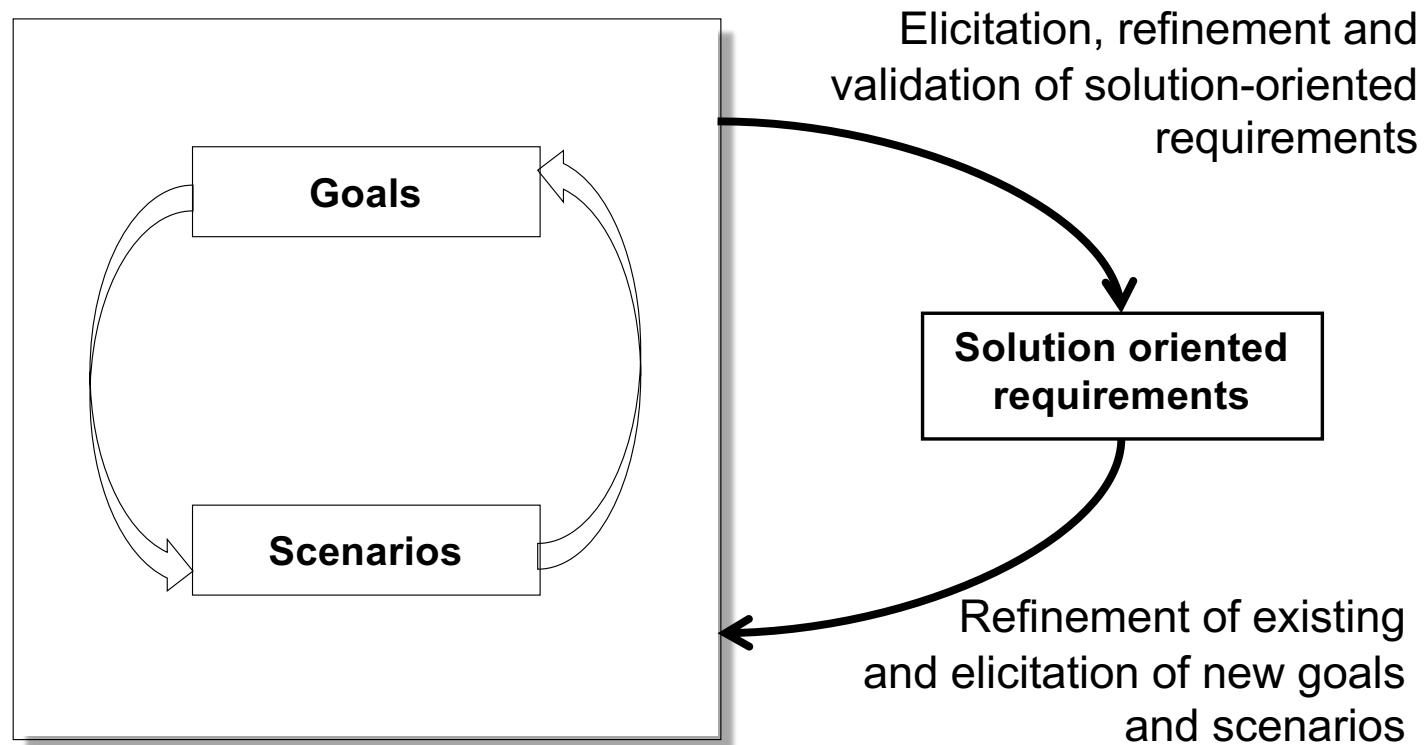 Elicitation, refinement and
validation of solution-oriented
requirements
Goals
Solution oriented
requirements
Scenarios
Refinement of existing
and elicitation of new goals
and scenarios